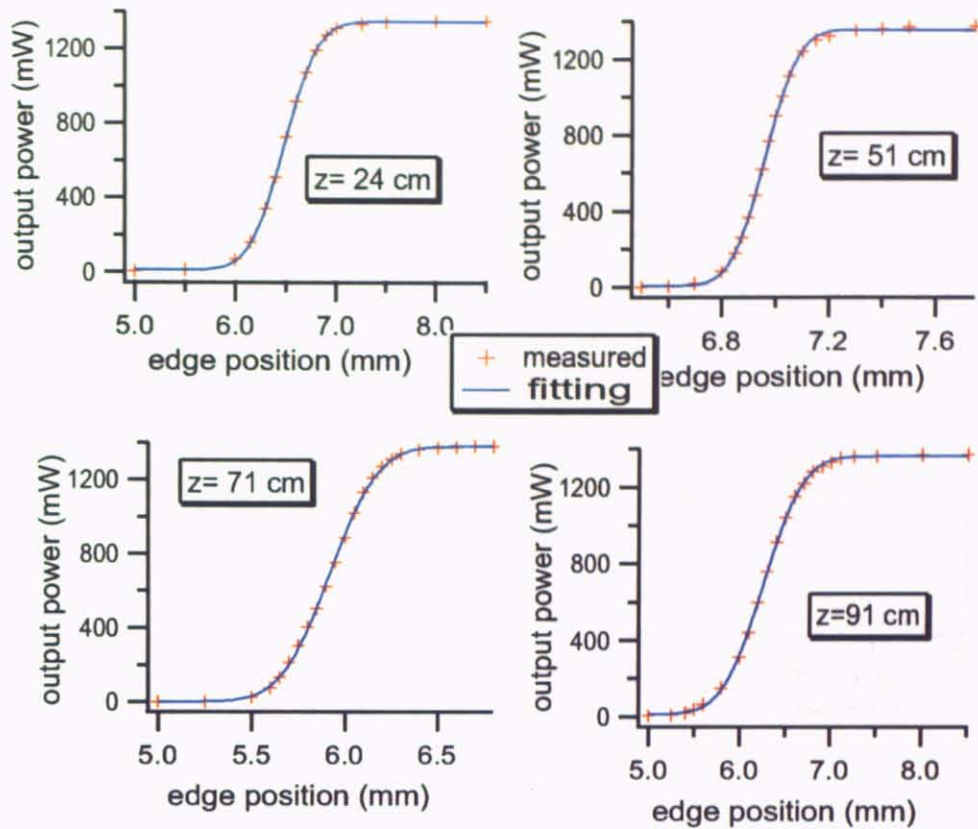 output power (mW)
1200
800
400
0
z= 24 cm
5.0 6.0 7.0 8.0
edge position (mm)
output power (mW)
1200
800
400
0
z= 51 cm
6.8 7.2 7.6
edge position (mm)
measured
fitting
output power (mW)
1200
800
400
0
z= 71 cm
5.0 5.5 6.0 6.5
edge position (mm)
output power (mW)
1200
800
400
0
z=91 cm
5.0 6.0 7.0 8.0
edge position (mm)